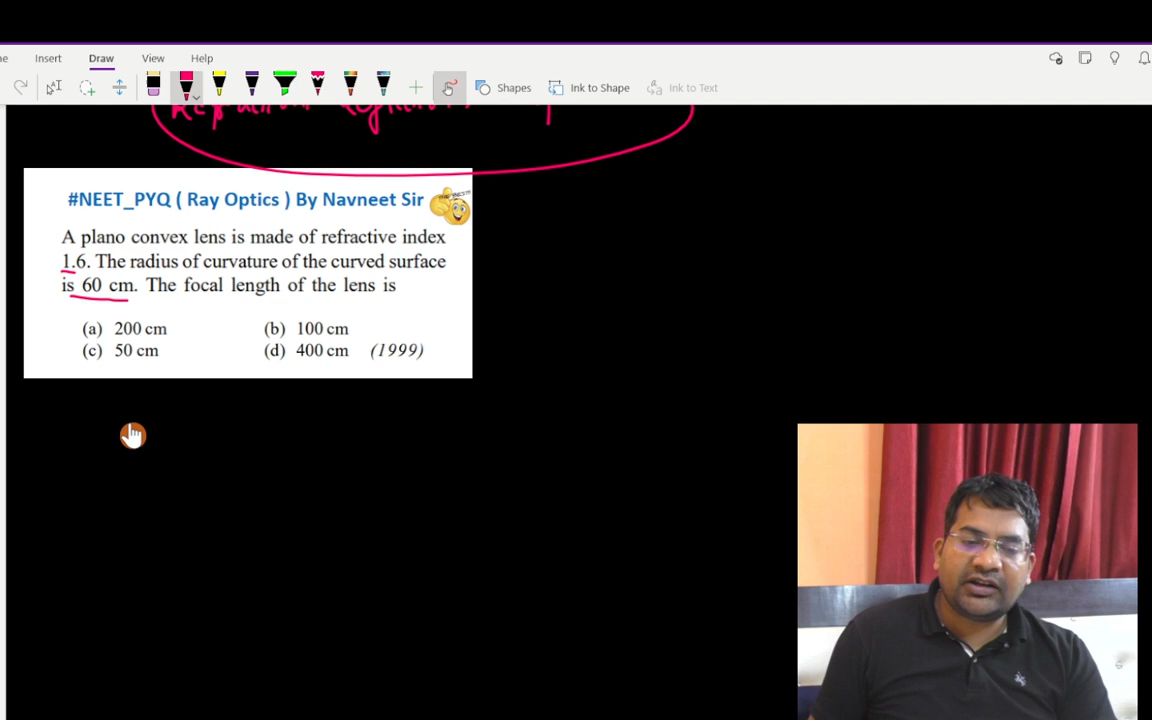 Insert Draw View Help
Shapes Ink to Shape Ink to Text
#NEET_PYQ ( Ray Optics ) By Navneet Sir
A plano convex lens is made of refractive index
1.6. The radius of curvature of the curved surface
is 60 cm. The focal length of the lens is
(a) 200 cm (b) 100 cm
(c) 50 cm (d) 400 cm (1999)